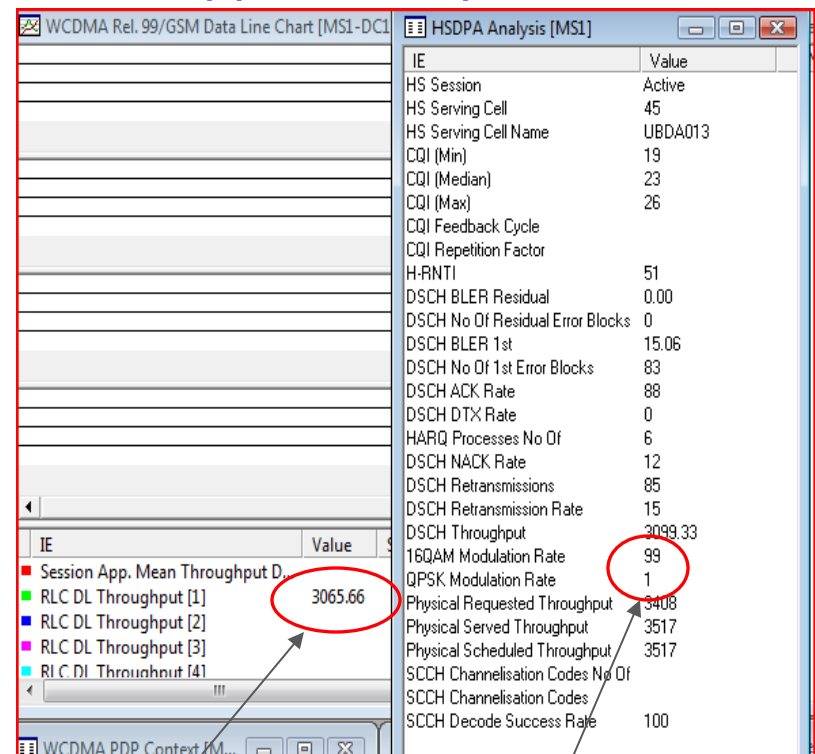 WCDMA Rel. 99/GSM Data Line Chart [MS1-DC1
IE Value
Session App. Mean Throughput D...
RLC DL Throughput [1] 3065.66
RLC DL Throughput [2]
RLC DL Throughput [3]
RLC DL Throughput [4]
WCDMA PDP Context [M...
HSDPA Analysis [MS1]
IE Value
HS Session Active
HS Serving Cell 45
HS Serving Cell Name UBDA013
CQI (Min) 19
CQI (Median) 23
CQI (Max) 26
CQI Feedback Cycle
CQI Repetition Factor
H-RNTI 51
DSCH BLER Residual 0.00
DSCH No Of Residual Error Blocks 0
DSCH BLER 1st 15.06
DSCH No Of 1st Error Blocks 83
DSCH ACK Rate 88
DSCH DTX Rate 0
HARQ Processes No Of 6
DSCH NACK Rate 12
DSCH Retransmissions 85
DSCH Retransmission Rate 15
DSCH Throughput 3099.33
16QAM Modulation Rate 99
QPSK Modulation Rate 1
Physical Requested Throughput 3408
Physical Served Throughput 3517
Physical Scheduled Throughput 3517
SCCH Channelisation Codes No Of
SCCH Channelisation Codes
SCCH Decode Success Rate 100